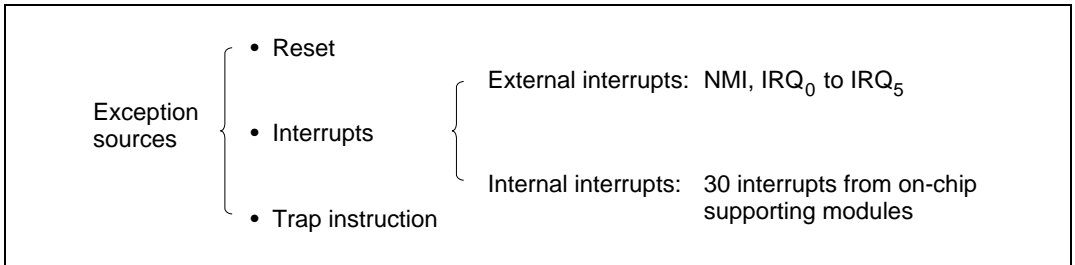 • Reset
External interrupts: NMI, IRQ0 to IRQ5
Exception
sources
• Interrupts
Internal interrupts: 30 interrupts from on-chip
supporting modules
• Trap instruction